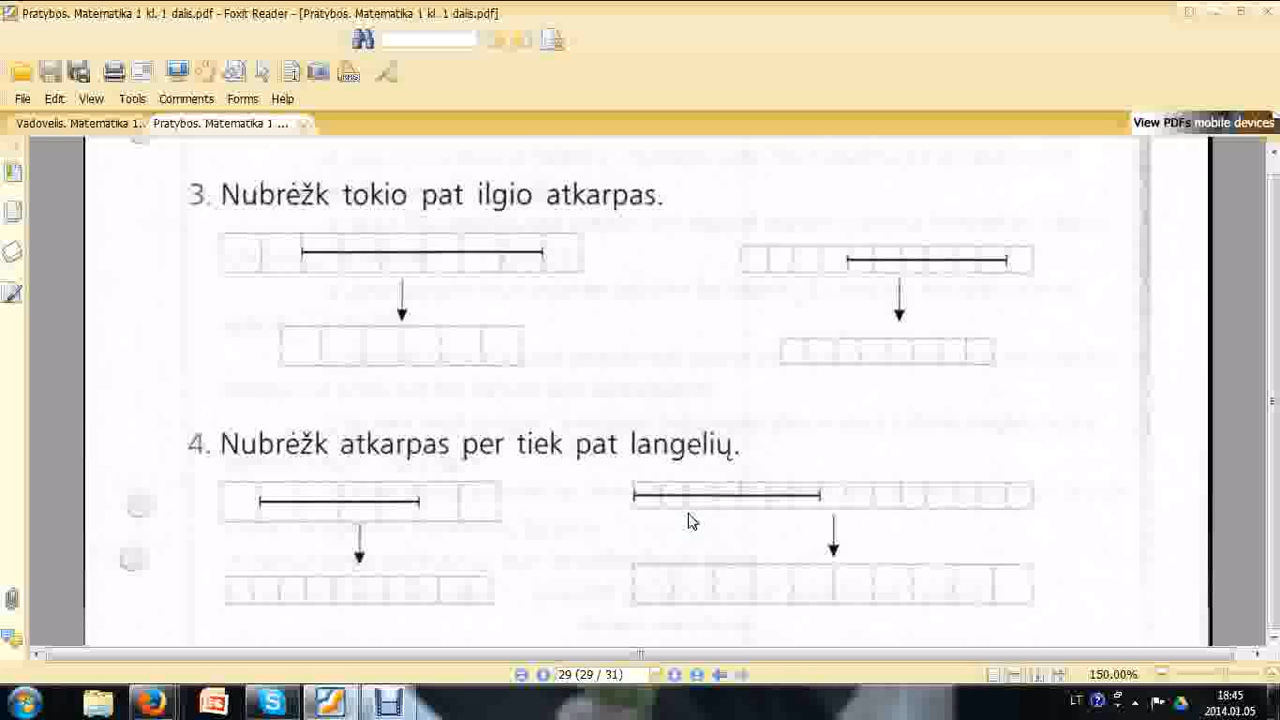 Pratybos. Matematika 1 kl. 1 dalis.pdf - Foxit Reader - [Pratybos. Matematika 1 kl. 1 dalis.pdf]
File Edit View Tools Comments Forms Help
Vadovelis. Matematika 1. Pratybos. Matematika 1 ... View PDFs mobile devices
3. Nubrėžk tokio pat ilgio atkarpas.
4. Nubrėžk atkarpas per tiek pat langelių.
29 (29 / 31) 150.00%
LT 18:45
2014.01.05